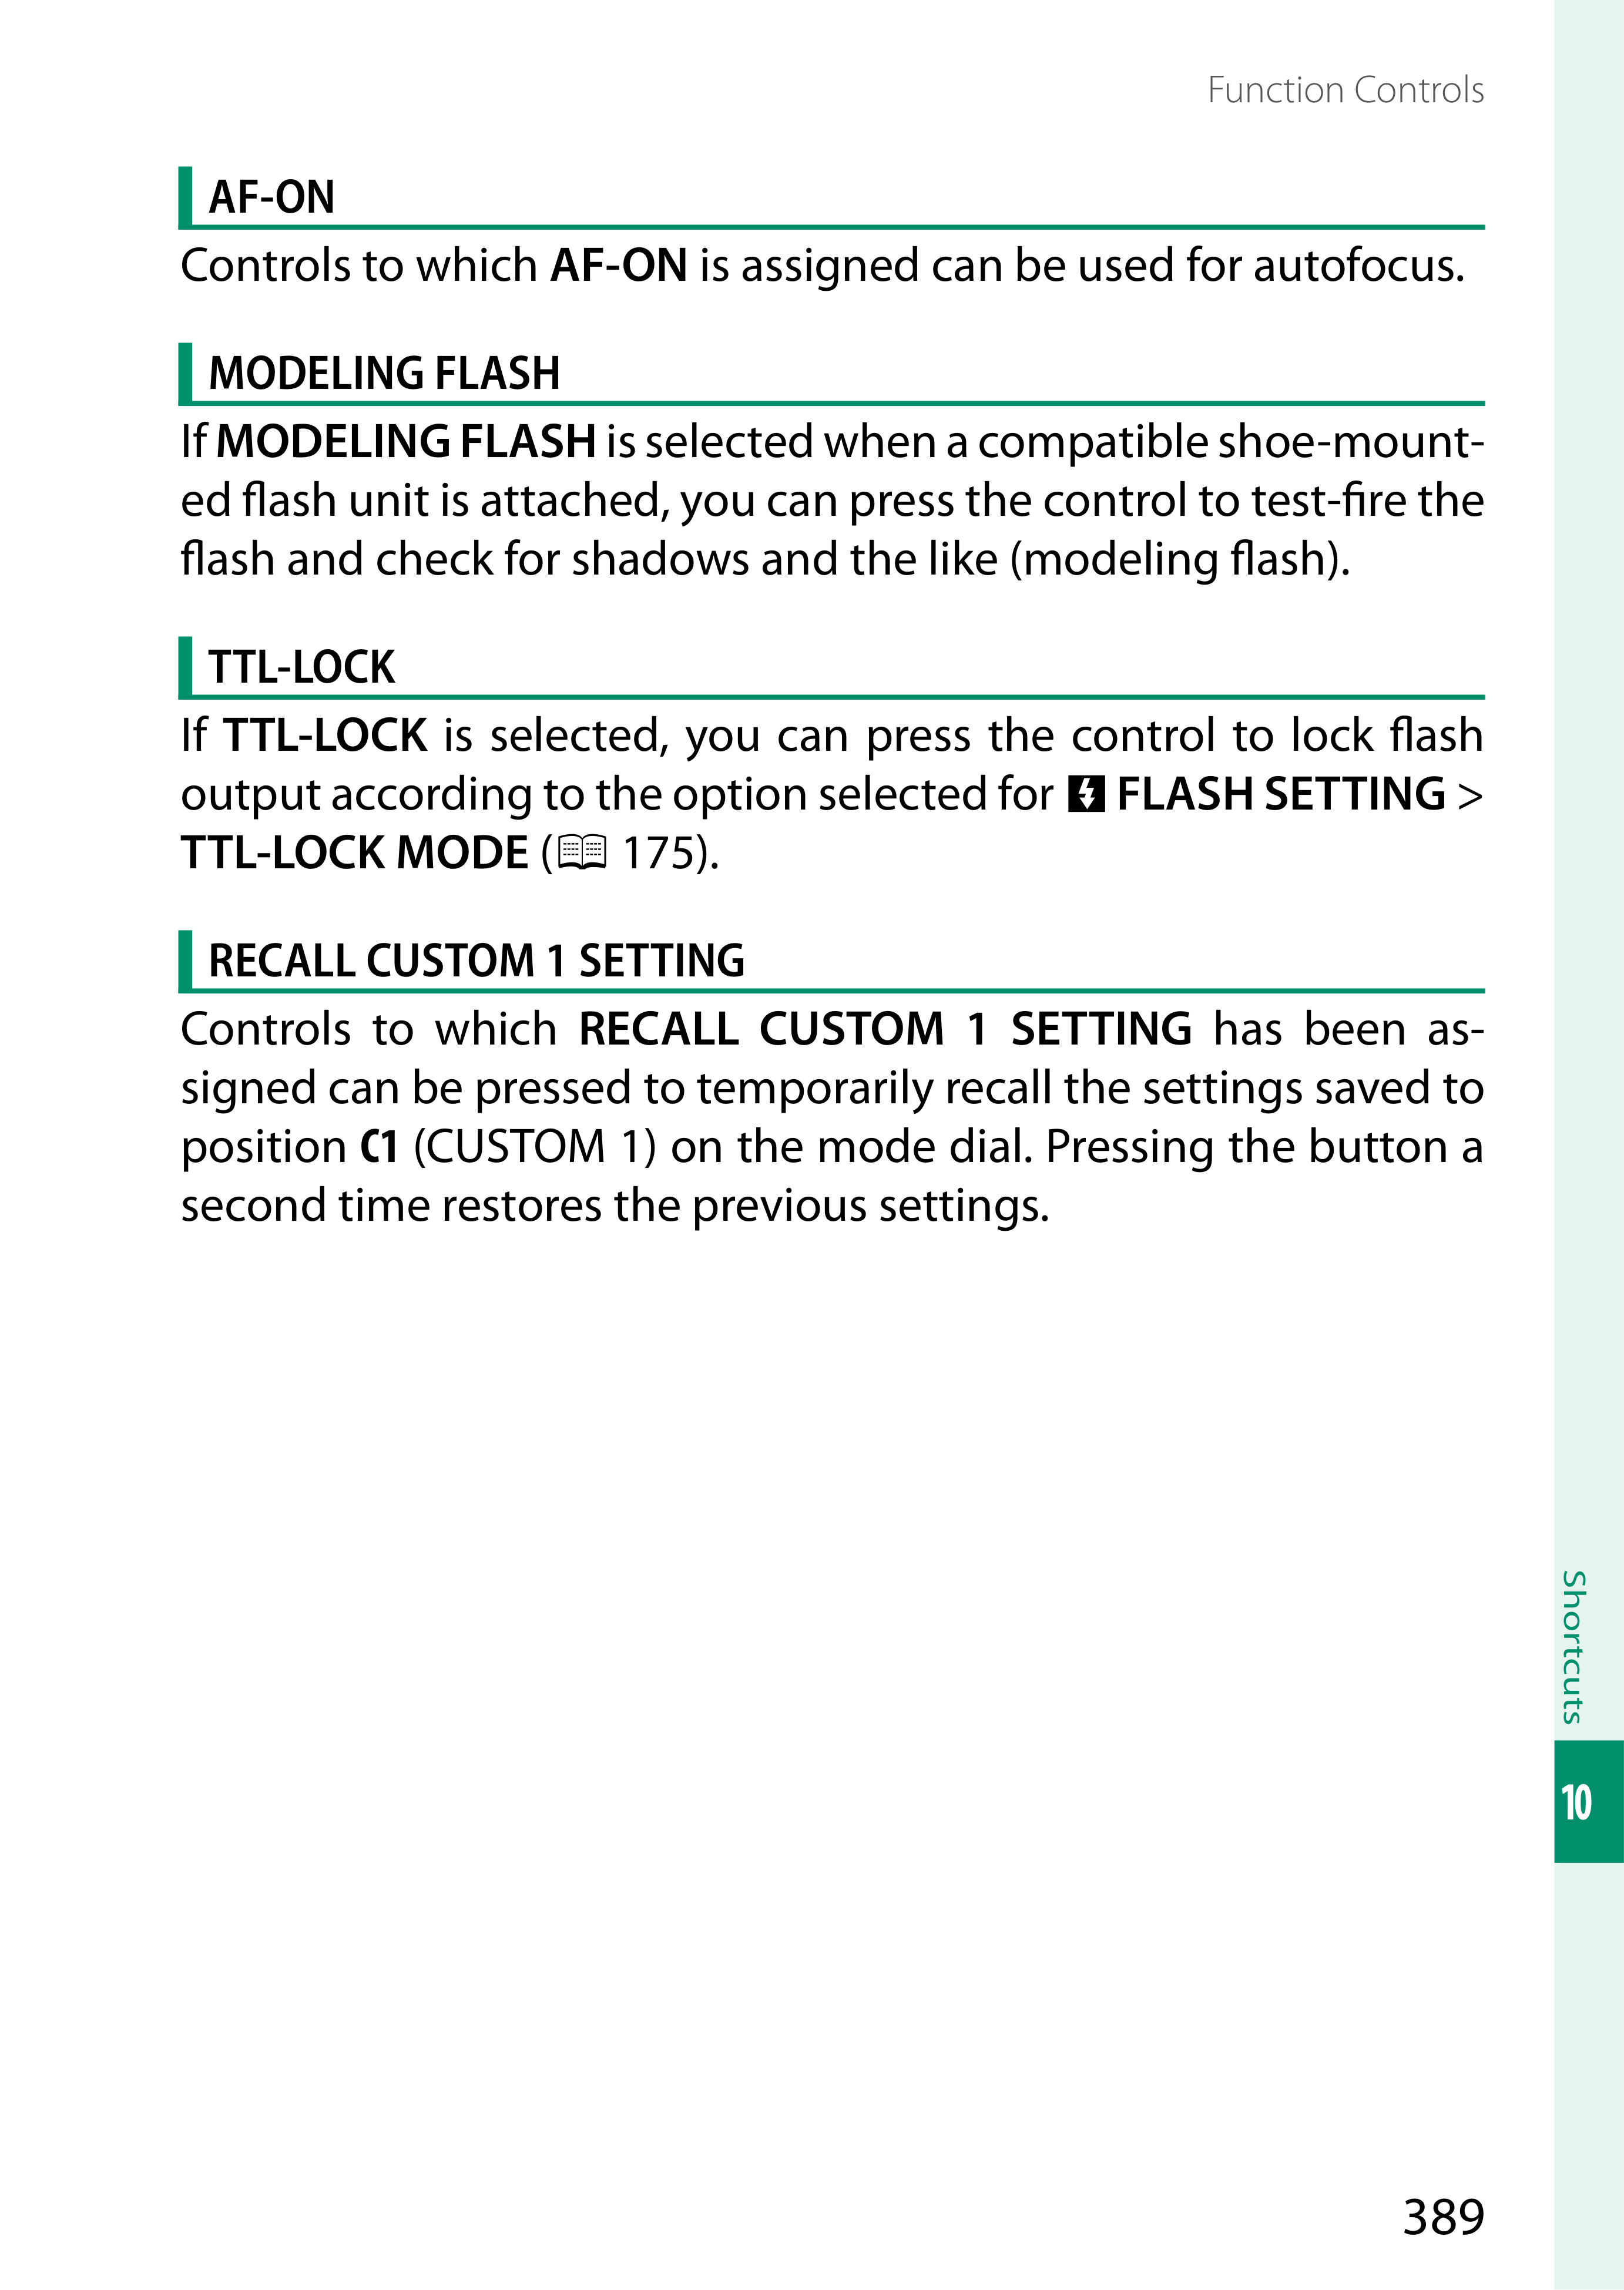 Function Controls
AF-ON
Controls to which AF-ON is assigned can be used for autofocus.
MODELING FLASH
If MODELING FLASH is selected when a compatible shoe-mount-
ed flash unit is attached, you can press the control to test-fire the
flash and check for shadows and the like (modeling flash).
TTL-LOCK
If TTL-LOCK is selected, you can press the control to lock flash
output according to the option selected for FLASH SETTING >
TTL-LOCK MODE ( 175).
RECALL CUSTOM 1 SETTING
Controls to which RECALL CUSTOM 1 SETTING has been as-
signed can be pressed to temporarily recall the settings saved to
position C1 (CUSTOM 1) on the mode dial. Pressing the button a
second time restores the previous settings.
Shortcuts
10
389